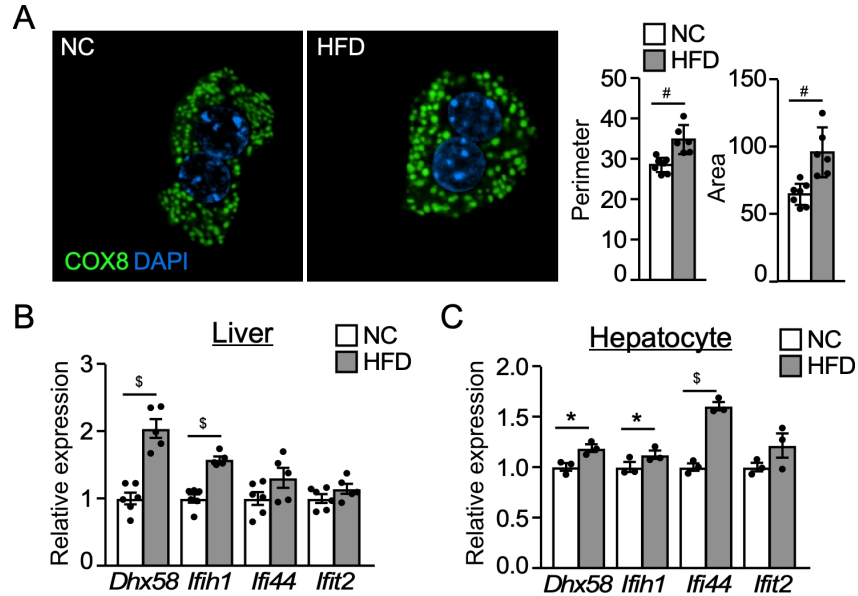 A
NC
HFD
COX8 DAPI
NC
HFD
Perimeter
50
40
30
20
10
0
#
Area
150
100
50
0
#
B
Liver
NC
HFD
Relative expression
3
2
1
0
$
$
Dhx58 Ifih1 Ifi44 Ifit2
C
Hepatocyte
NC
HFD
Relative expression
2.0
1.5
1.0
0.5
0.0
*
*
$
Dhx58 Ifih1 Ifi44 Ifit2